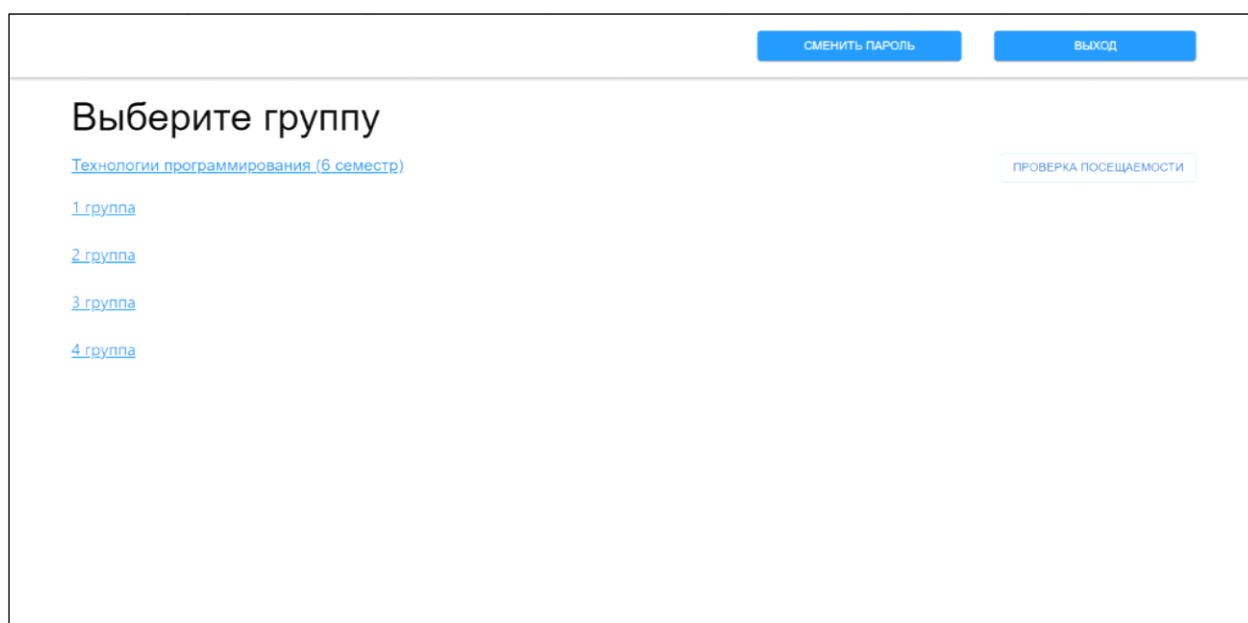 СМЕНИТЬ ПАРОЛЬ
ВЫХОД
Выберите группу
Технологии программирования (6 семестр)
ПРОВЕРКА ПОСЕЩАЕМОСТИ
1 группа
2 группа
3 группа
4 группа